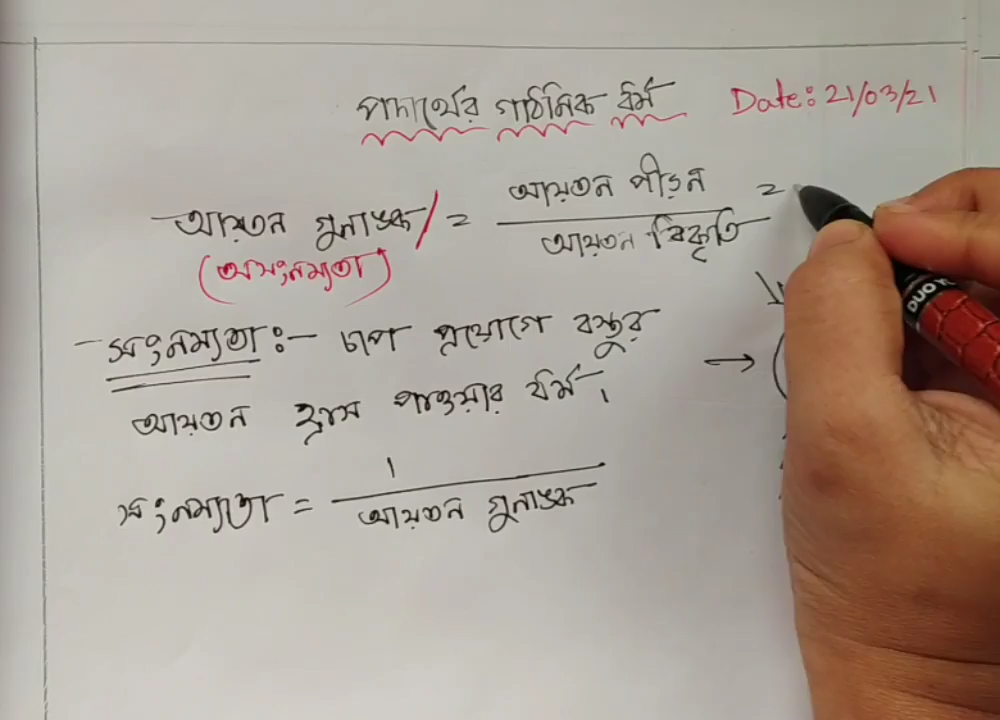 পদার্থের গাঠনিক ধর্ম Date: 21/03/21
আয়তন গুনাঙ্ক / = আয়তন পীড়ন / আয়তন বিকৃতি =
(অসংনম্যতা)
সংনম্যতা :- চাপ প্রয়োগে বস্তুর
আয়তন হ্রাস পাওয়ার ধর্ম।
সংনম্যতা = 1 / আয়তন গুনাঙ্ক